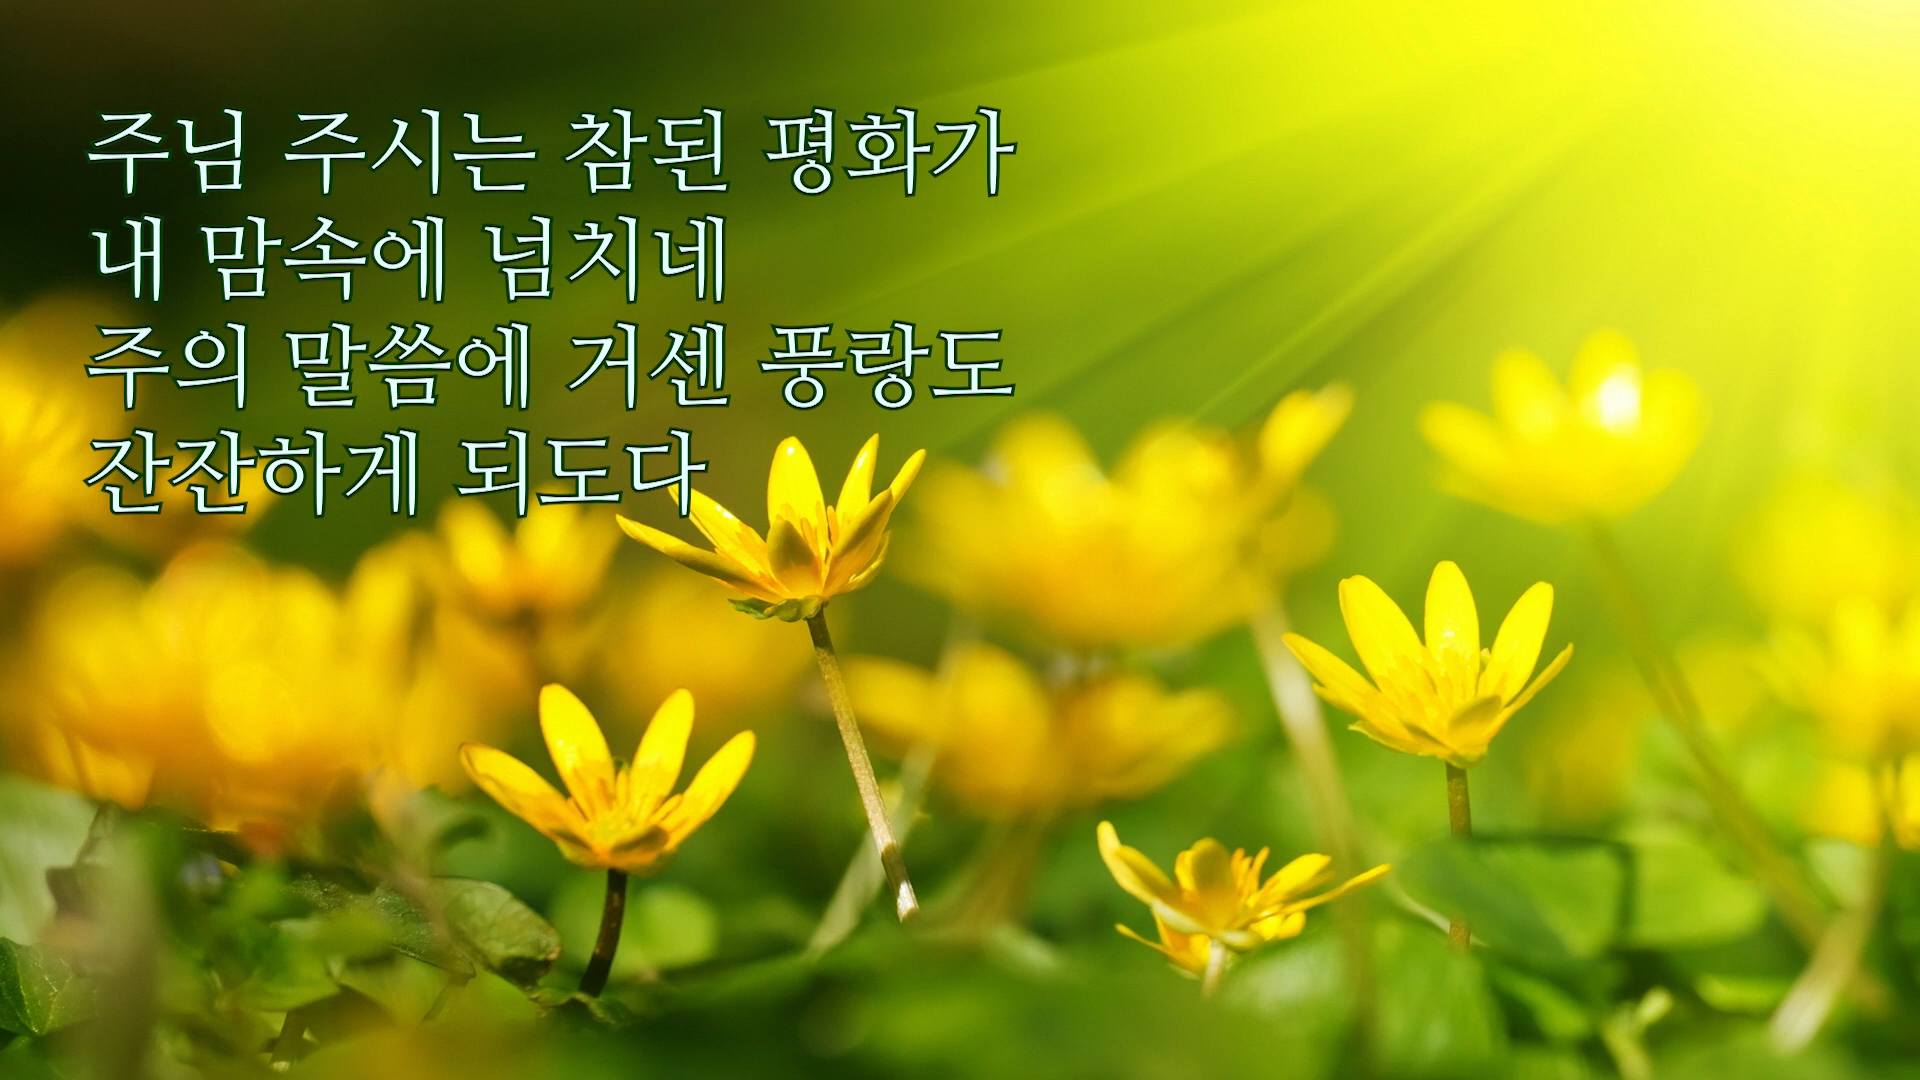 주님 주시는 참된 평화가
내 맘속에 넘치네
주의 말씀에 거센 풍랑도
잔잔하게 되도다